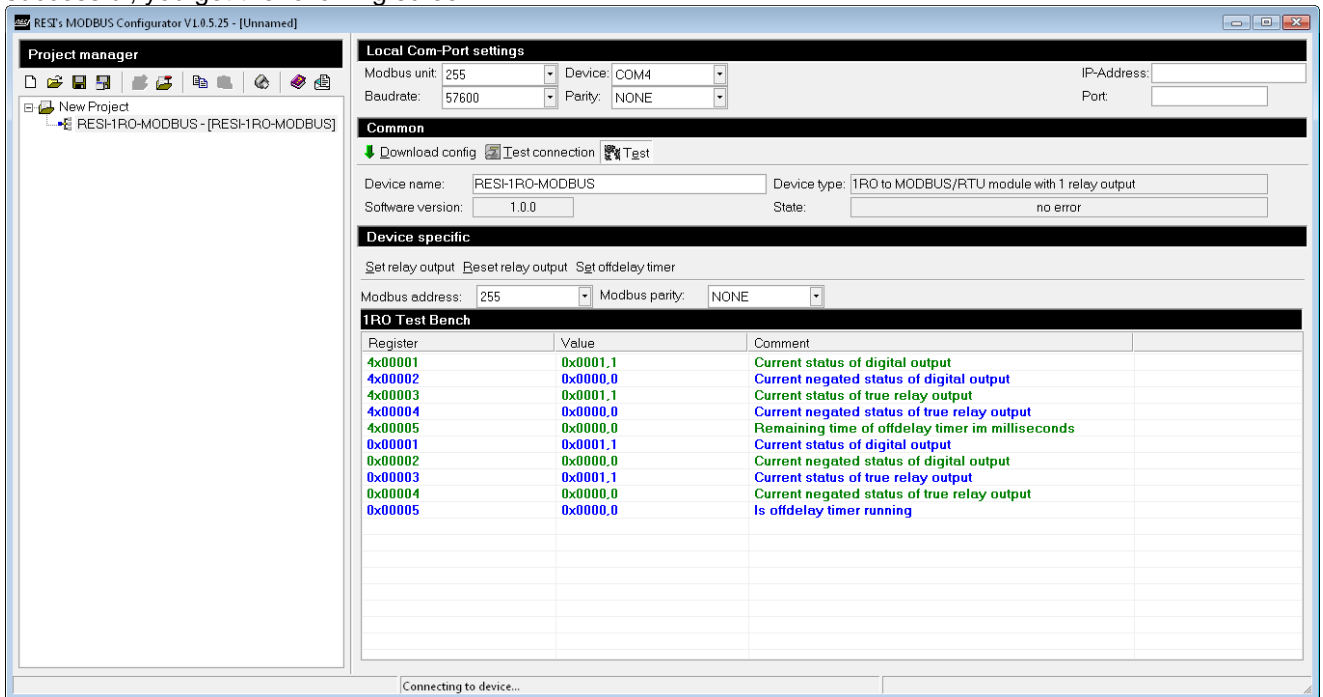 RESI's MODBUS Configurator V1.0.5.25 - [Unnamed]
Project manager
New Project
RESI-1RO-MODBUS - [RESI-1RO-MODBUS]
Local Com-Port settings
Modbus unit: 255 Device: COM4 IP-Address:
Baudrate: 57600 Parity: NONE Port:
Common
Download config Test connection Test
Device name: RESI-1RO-MODBUS Device type: 1RO to MODBUS/RTU module with 1 relay output
Software version: 1.0.0 State: no error
Device specific
Set relay output Reset relay output Set offdelay timer
Modbus address: 255 Modbus parity: NONE
1RO Test Bench
Register Value Comment
4x00001 0x0001,1 Current status of digital output
4x00002 0x0000,0 Current negated status of digital output
4x00003 0x0001,1 Current status of true relay output
4x00004 0x0000,0 Current negated status of true relay output
4x00005 0x0000,0 Remaining time of offdelay timer im milliseconds
0x00001 0x0001,1 Current status of digital output
0x00002 0x0000,0 Current negated status of digital output
0x00003 0x0001,1 Current status of true relay output
0x00004 0x0000,0 Current negated status of true relay output
0x00005 0x0000,0 Is offdelay timer running
Connecting to device...